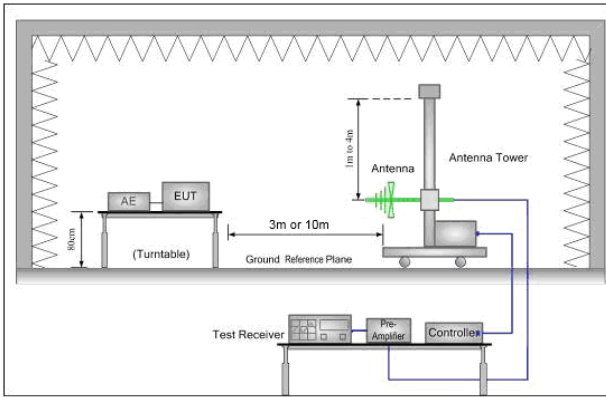 1m to 4m
Antenna
Antenna Tower
AE
EUT
80cm
(Turntable)
3m or 10m
Ground Reference Plane
Test Receiver
Pre-
Amplifier
Controller